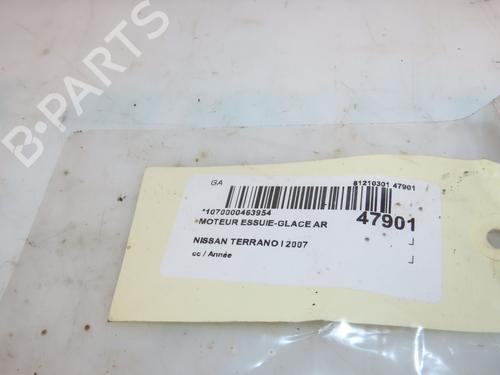 B-PARTS
GA
81210301 47901
*1070000463954
*MOTEUR ESSUIE-GLACE AR
47901
NISSAN TERRANO I 2007
cc / Année